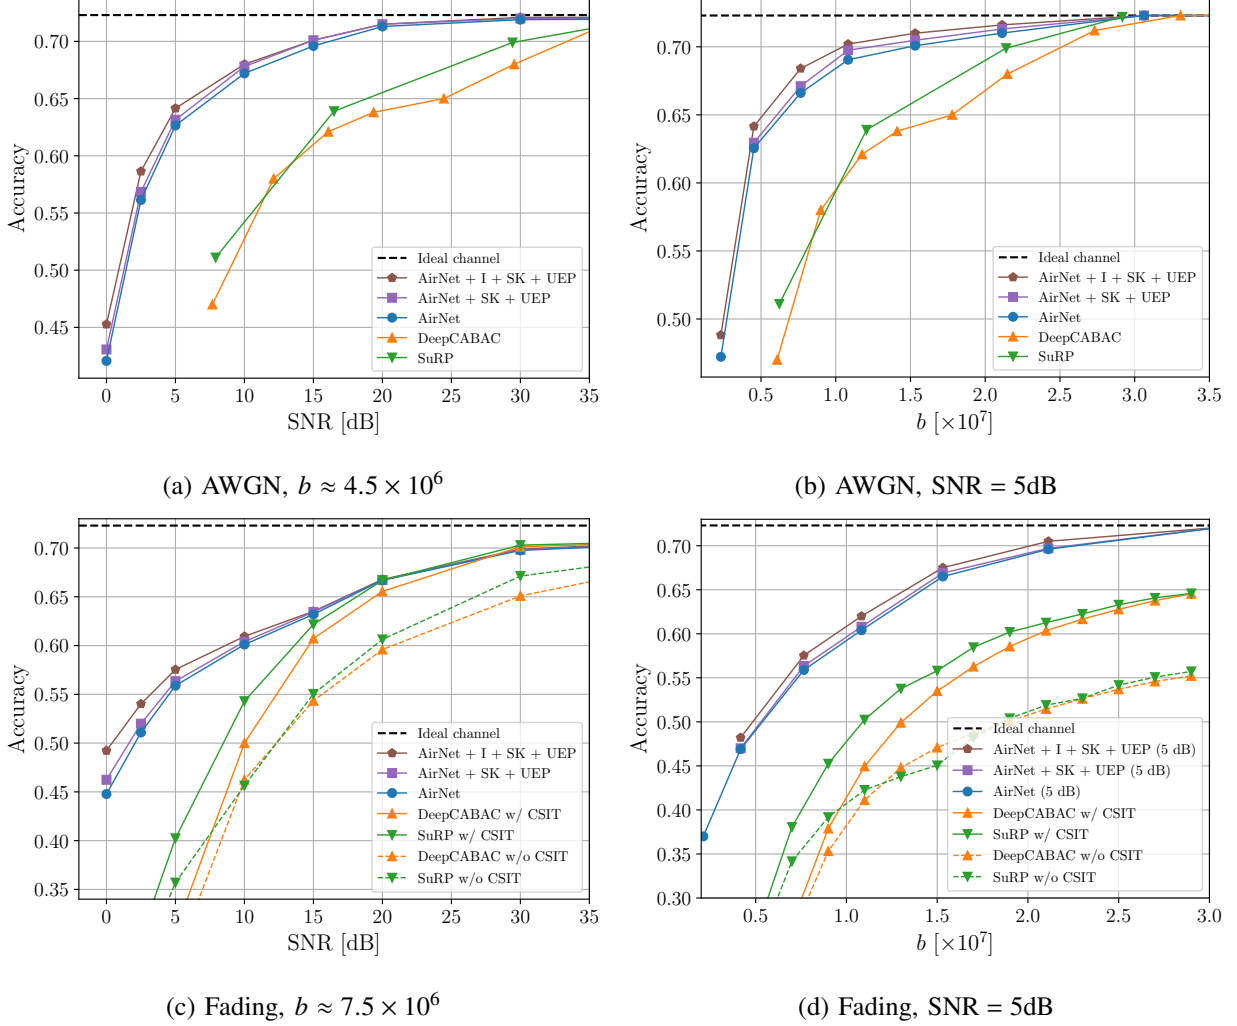 0.70
0.65
0.60
0.55
0.50
0.45
Accuracy
Ideal channel
AirNet + I + SK + UEP
AirNet + SK + UEP
AirNet
DeepCABAC
SuRP
0 5 10 15 20 25 30 35
SNR [dB]
(a) AWGN, b ≈ 4.5 × 10⁶
0.70
0.65
0.60
0.55
0.50
Accuracy
Ideal channel
AirNet + I + SK + UEP
AirNet + SK + UEP
AirNet
DeepCABAC
SuRP
0.5 1.0 1.5 2.0 2.5 3.0 3.5
b [×10⁷]
(b) AWGN, SNR = 5dB
0.70
0.65
0.60
0.55
0.50
0.45
0.40
0.35
Accuracy
Ideal channel
AirNet + I + SK + UEP
AirNet + SK + UEP
AirNet
DeepCABAC w/ CSIT
SuRP w/ CSIT
DeepCABAC w/o CSIT
SuRP w/o CSIT
0 5 10 15 20 25 30 35
SNR [dB]
(c) Fading, b ≈ 7.5 × 10⁶
0.70
0.65
0.60
0.55
0.50
0.45
0.40
0.35
0.30
Accuracy
Ideal channel
AirNet + I + SK + UEP (5 dB)
AirNet + SK + UEP (5 dB)
AirNet (5 dB)
DeepCABAC w/ CSIT
SuRP w/ CSIT
DeepCABAC w/o CSIT
SuRP w/o CSIT
0.5 1.0 1.5 2.0 2.5 3.0
b [×10⁷]
(d) Fading, SNR = 5dB